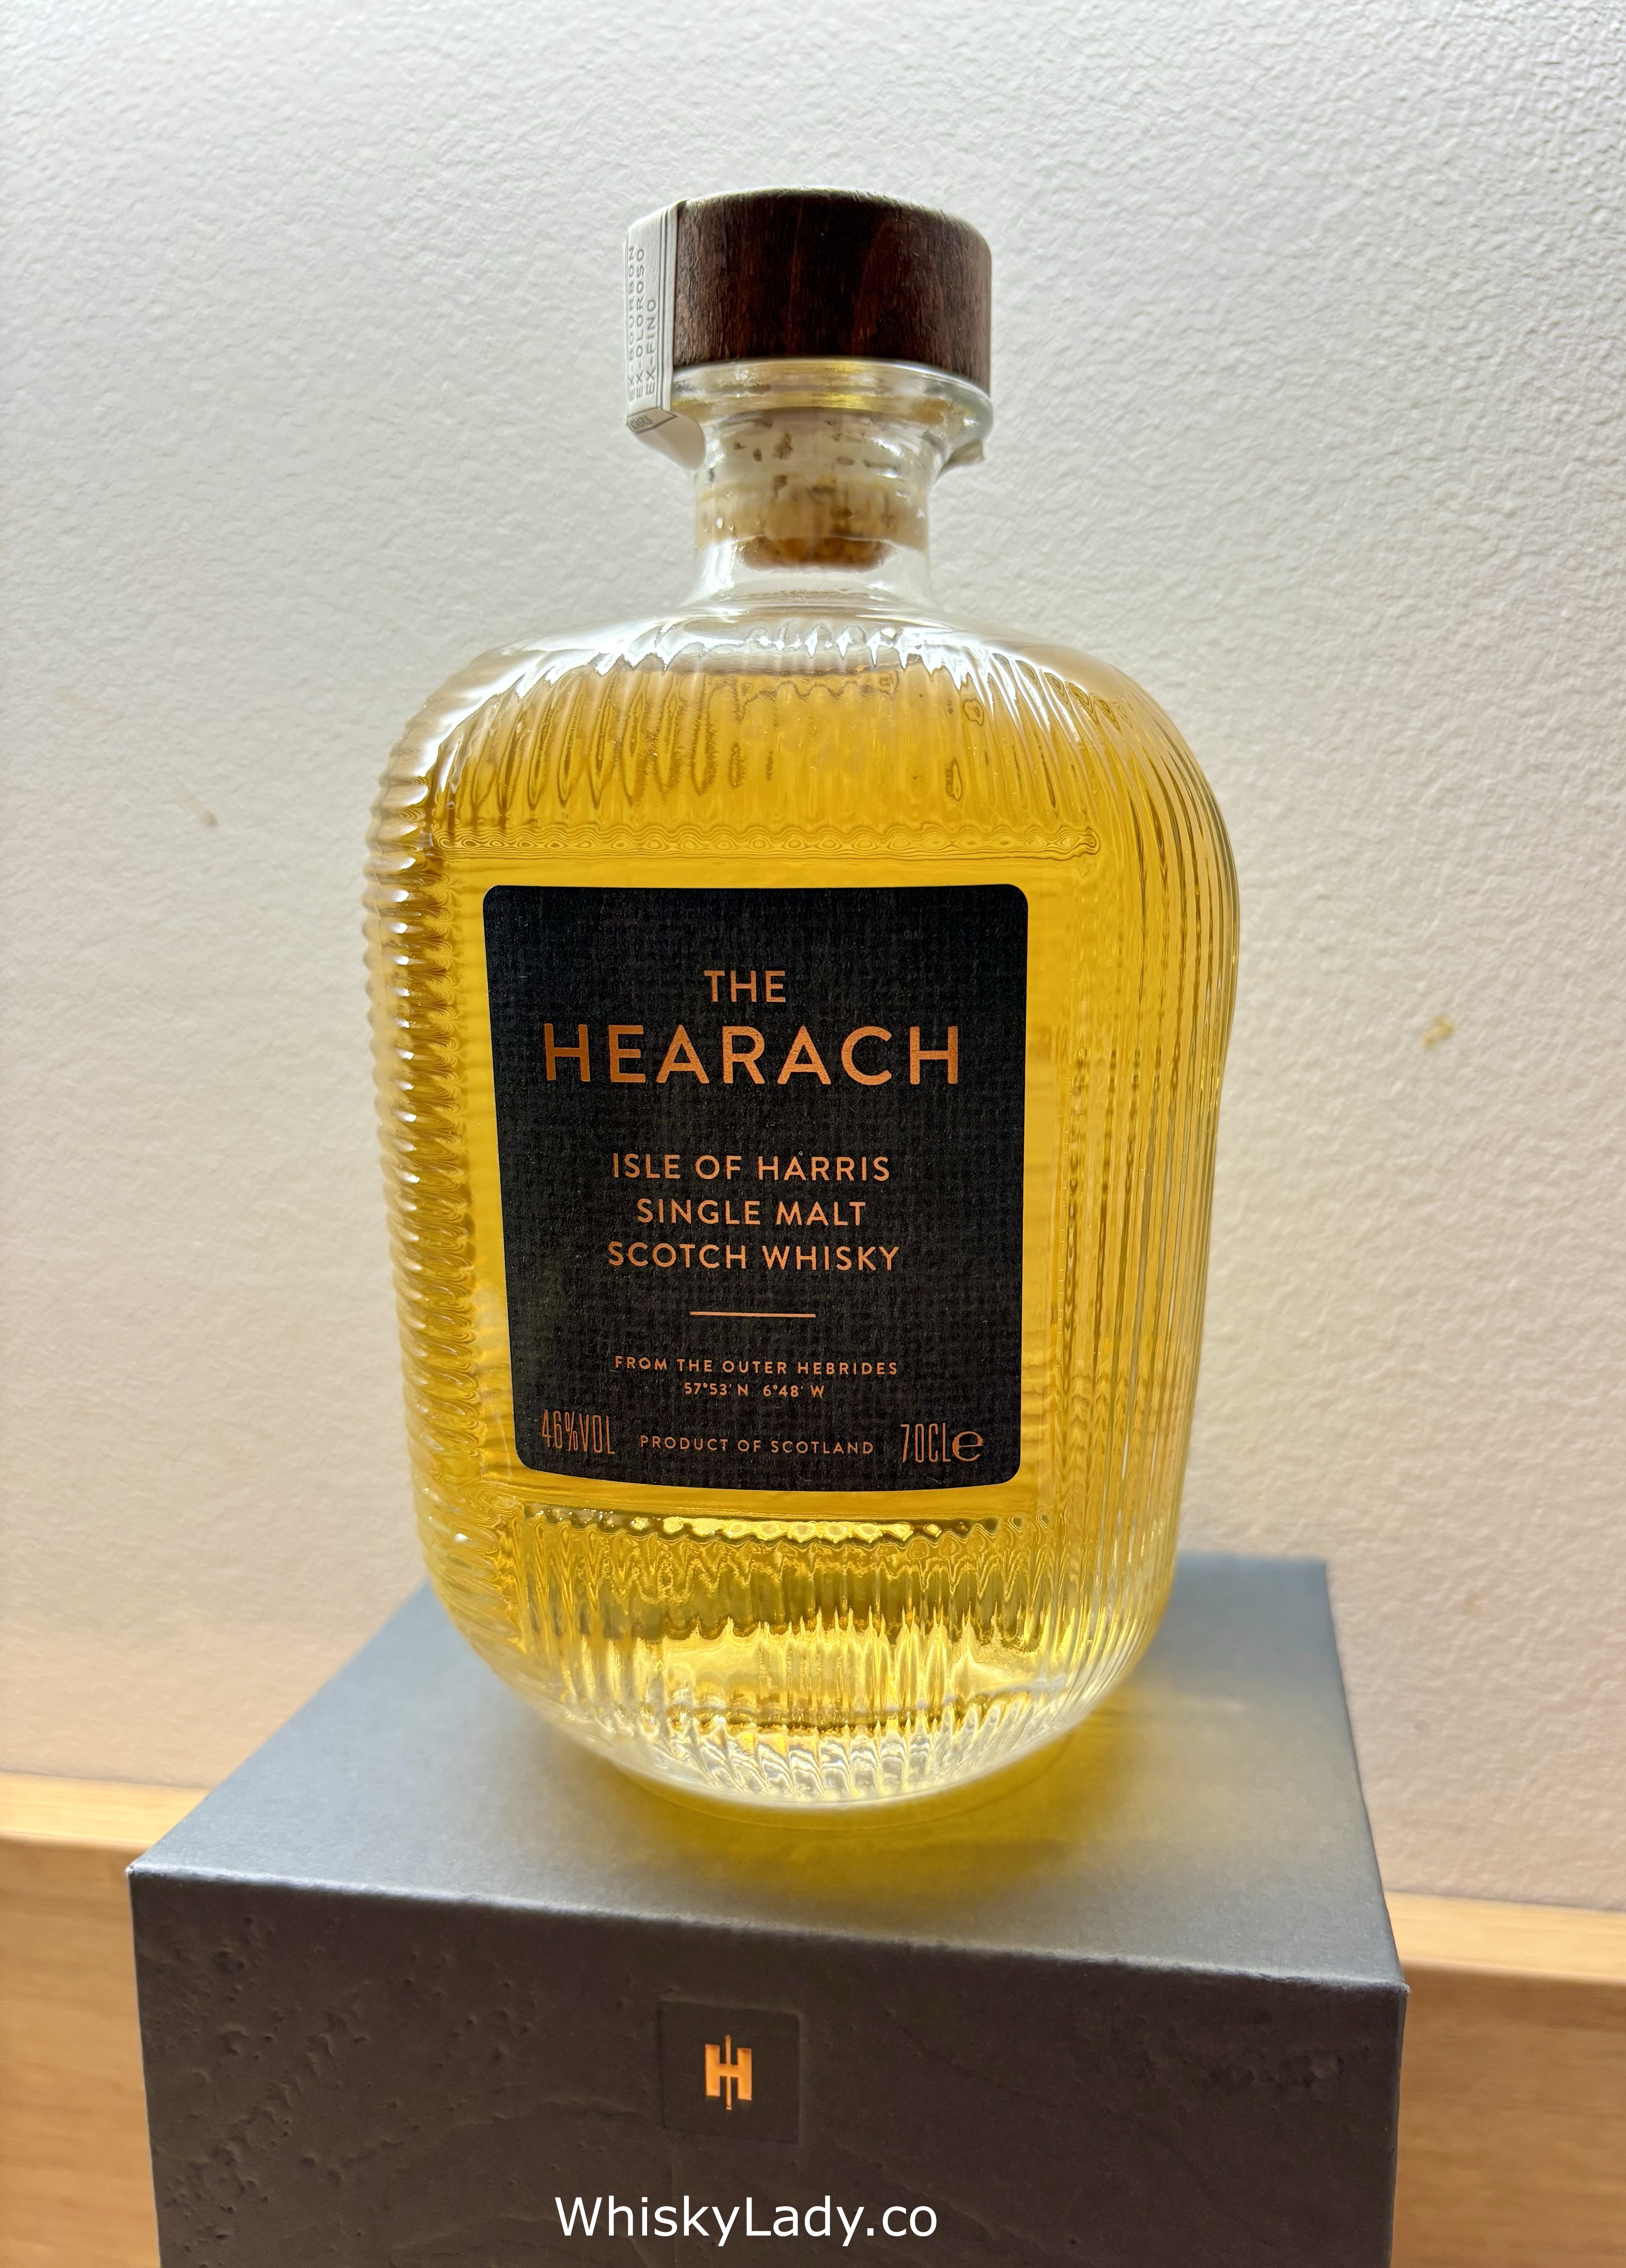 EX-BOURBON
EX-OLOROSO
EX-FINO
THE
HEARACH
ISLE OF HARRIS
SINGLE MALT
SCOTCH WHISKY
FROM THE OUTER HEBRIDES
57°53' N 6°48' W
46%VOL PRODUCT OF SCOTLAND 70CLe
H
WhiskyLady.co